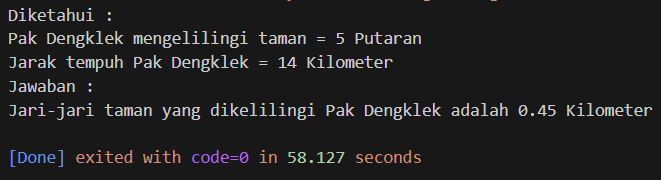 Diketahui :
Pak Dengklek mengelilingi taman = 5 Putaran
Jarak tempuh Pak Dengklek = 14 Kilometer
Jawaban :
Jari-jari taman yang dikelilingi Pak Dengklek adalah 0.45 Kilometer
[Done] exited with code=0 in 58.127 seconds